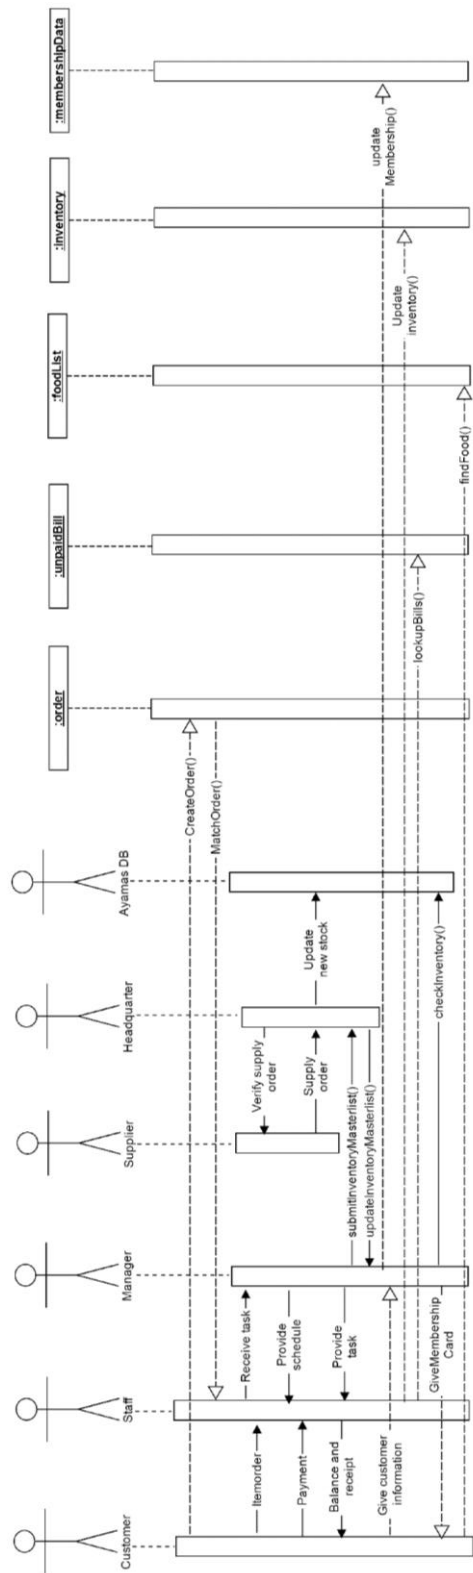 Customer
Staff
Manager
Supplier
Headquarter
Ayamas DB
:order
:unpaidBill
:foodList
:inventory
:membershipData
CreateOrder()
MatchOrder()
Receive task
Itemorder
Verify supply
order
Provide
schedule
Payment
Supply
order
Update
new stock
Balance and
receipt
Provide
task
submitInventoryMasterlist()
updateInventoryMasterlist()
update
Membership()
Give customer
information
Update
inventory()
lookupBills()
GiveMembership
Card
checkInventory()
findFood()